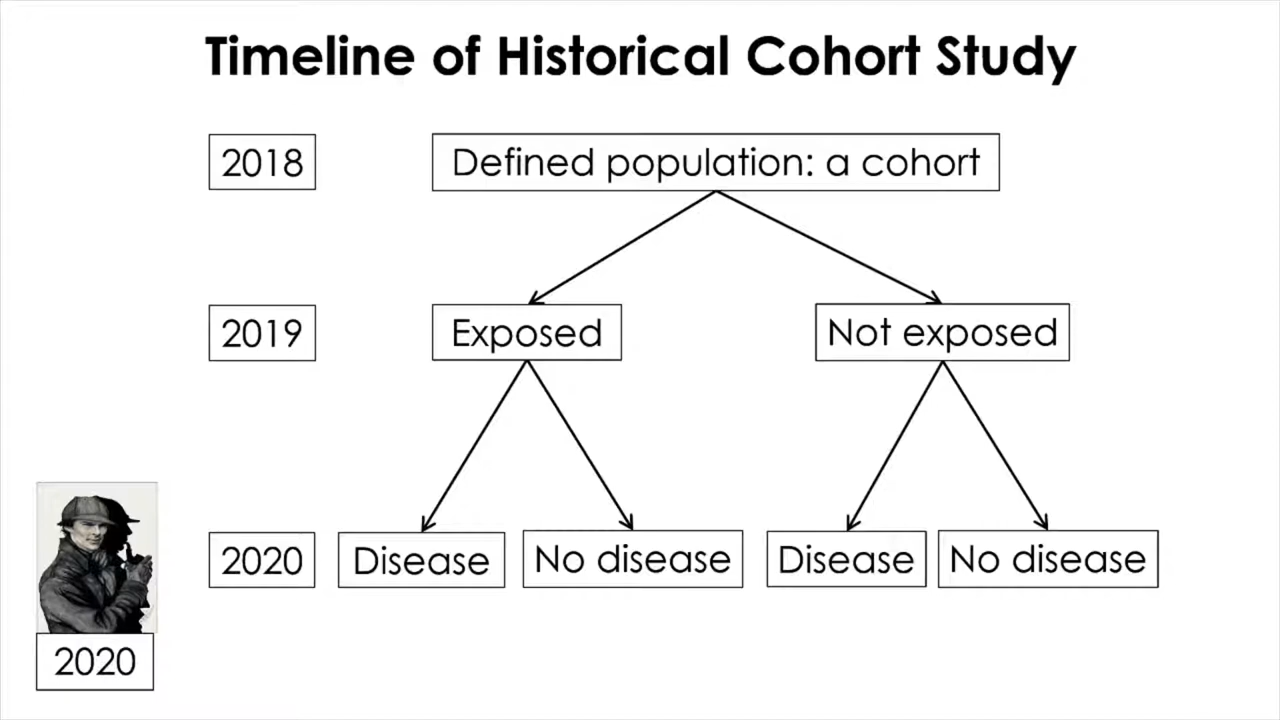 Timeline of Historical Cohort Study
2018
Defined population: a cohort
2019
Exposed
Not exposed
2020
Disease
No disease
Disease
No disease
2020